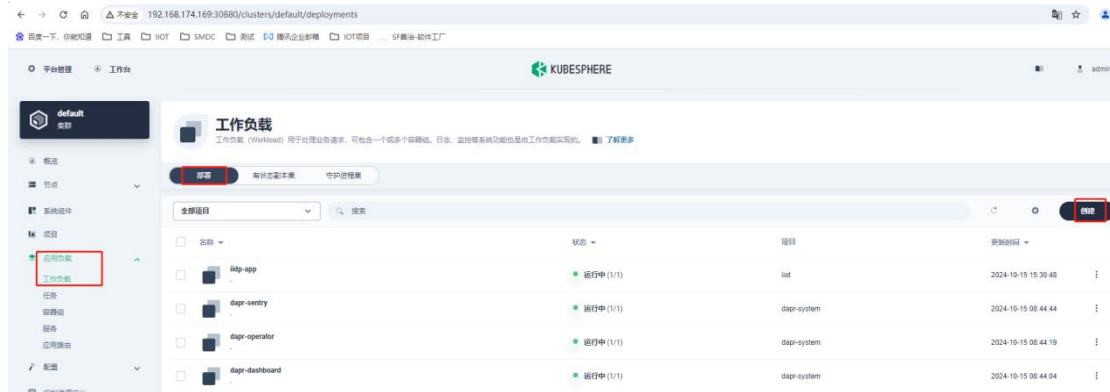 不安全 192.168.174.169:30880/clusters/default/deployments
百度一下，你就知道 工具 IIOT SMDC 测试 腾讯企业邮箱 IOT项目 SF善治-软件工厂
平台管理 工作台 KUBESPHERE admin
default
集群
工作负载
工作负载（Workload）用于处理业务请求，可包含一个或多个容器组。日志、监控等系统功能也是由工作负载实现的。 了解更多
概览
节点
系统组件
项目
应用负载
工作负载
任务
容器组
服务
应用路由
配置
部署 有状态副本集 守护进程集
全部项目 搜索 创建
名称 状态 项目 更新时间
iidp-app 运行中 (1/1) iiot 2024-10-15 15:30:48
-
dapr-sentry 运行中 (1/1) dapr-system 2024-10-15 08:44:44
-
dapr-operator 运行中 (1/1) dapr-system 2024-10-15 08:44:19
-
dapr-dashboard 运行中 (1/1) dapr-system 2024-10-15 08:44:04
-